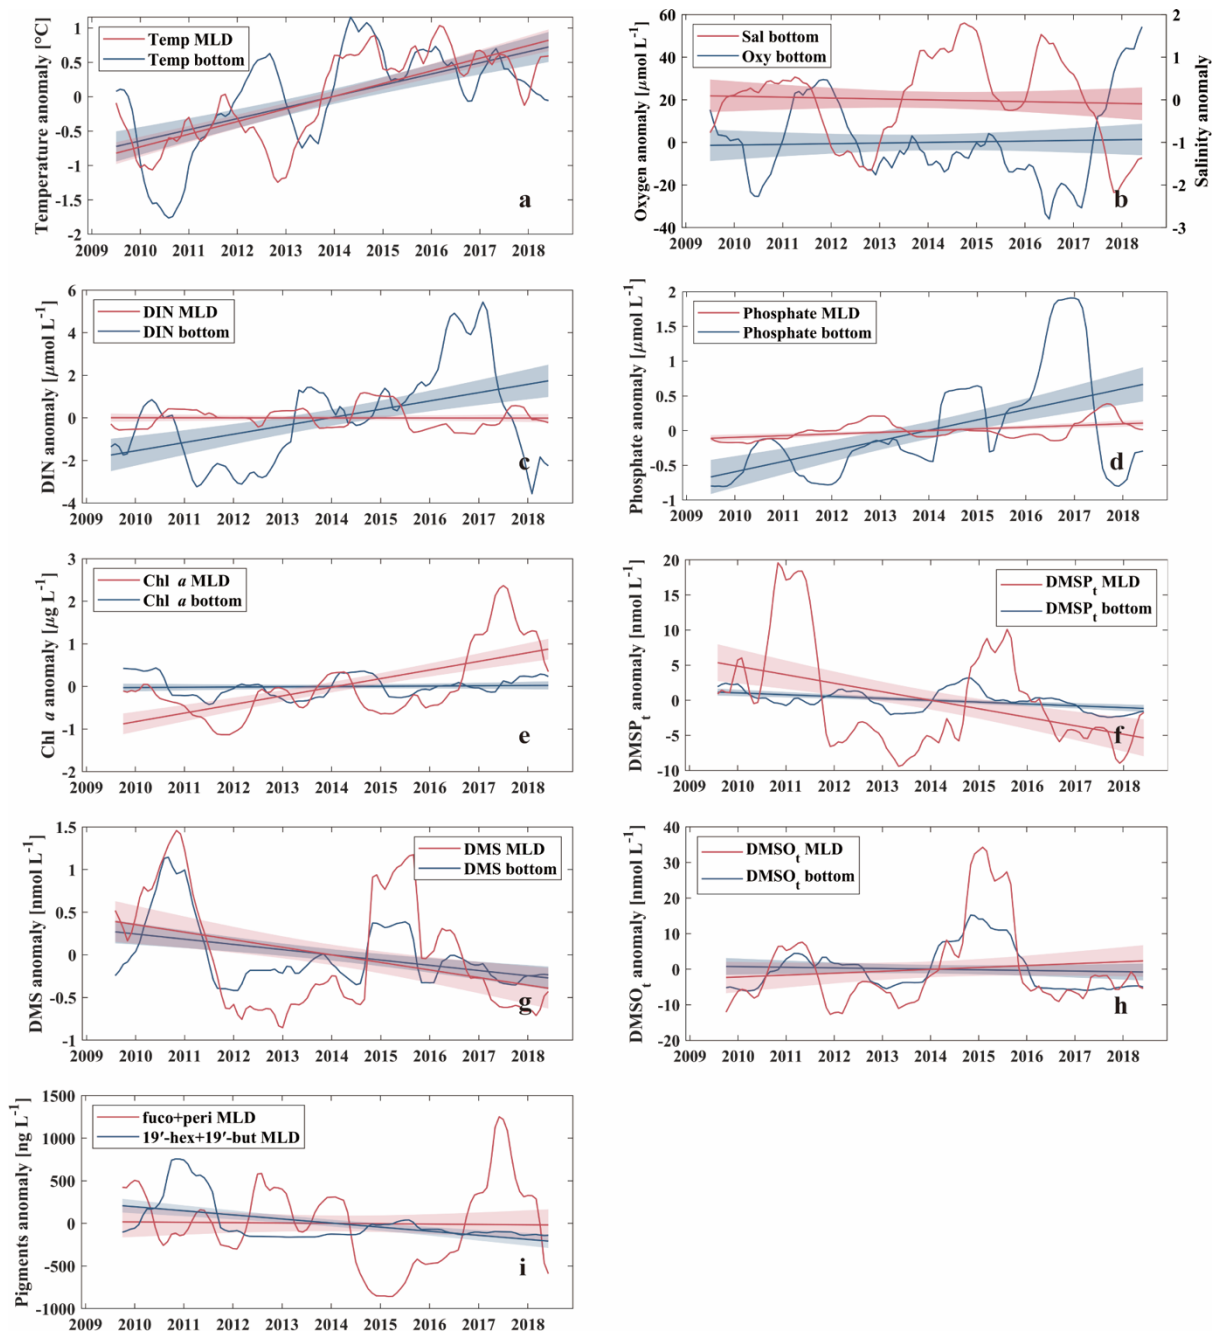 Temperature anomaly [°C]
1
0.5
0
-0.5
-1
-1.5
-2
Temp MLD
Temp bottom
a
2009 2010 2011 2012 2013 2014 2015 2016 2017 2018
Oxygen anomaly [μmol L-1]
60
40
20
0
-20
-40
Sal bottom
Oxy bottom
b
2
1
0
-1
-2
-3
Salinity anomaly
2009 2010 2011 2012 2013 2014 2015 2016 2017 2018
DIN anomaly [μmol L-1]
6
4
2
0
-2
-4
DIN MLD
DIN bottom
c
2009 2010 2011 2012 2013 2014 2015 2016 2017 2018
Phosphate anomaly [μmol L-1]
2
1.5
1
0.5
0
-0.5
-1
Phosphate MLD
Phosphate bottom
d
2009 2010 2011 2012 2013 2014 2015 2016 2017 2018
Chl a anomaly [μg L-1]
3
2
1
0
-1
-2
Chl a MLD
Chl a bottom
e
2009 2010 2011 2012 2013 2014 2015 2016 2017 2018
DMSPt anomaly [nmol L-1]
20
15
10
5
0
-5
-10
DMSPt MLD
DMSPt bottom
f
2009 2010 2011 2012 2013 2014 2015 2016 2017 2018
DMS anomaly [nmol L-1]
1.5
1
0.5
0
-0.5
-1
DMS MLD
DMS bottom
g
2009 2010 2011 2012 2013 2014 2015 2016 2017 2018
DMSOt anomaly [nmol L-1]
40
30
20
10
0
-10
-20
DMSOt MLD
DMSOt bottom
h
2009 2010 2011 2012 2013 2014 2015 2016 2017 2018
Pigments anomaly [ng L-1]
1500
1000
500
0
-500
-1000
fuco+peri MLD
19′-hex+19′-but MLD
i
2009 2010 2011 2012 2013 2014 2015 2016 2017 2018